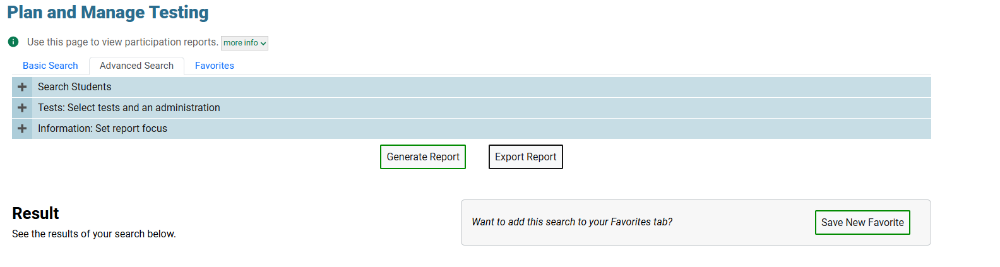 Plan and Manage Testing
Use this page to view participation reports. more info
Basic Search Advanced Search Favorites
Search Students
Tests: Select tests and an administration
Information: Set report focus
Generate Report Export Report
Result
Want to add this search to your Favorites tab? Save New Favorite
See the results of your search below.